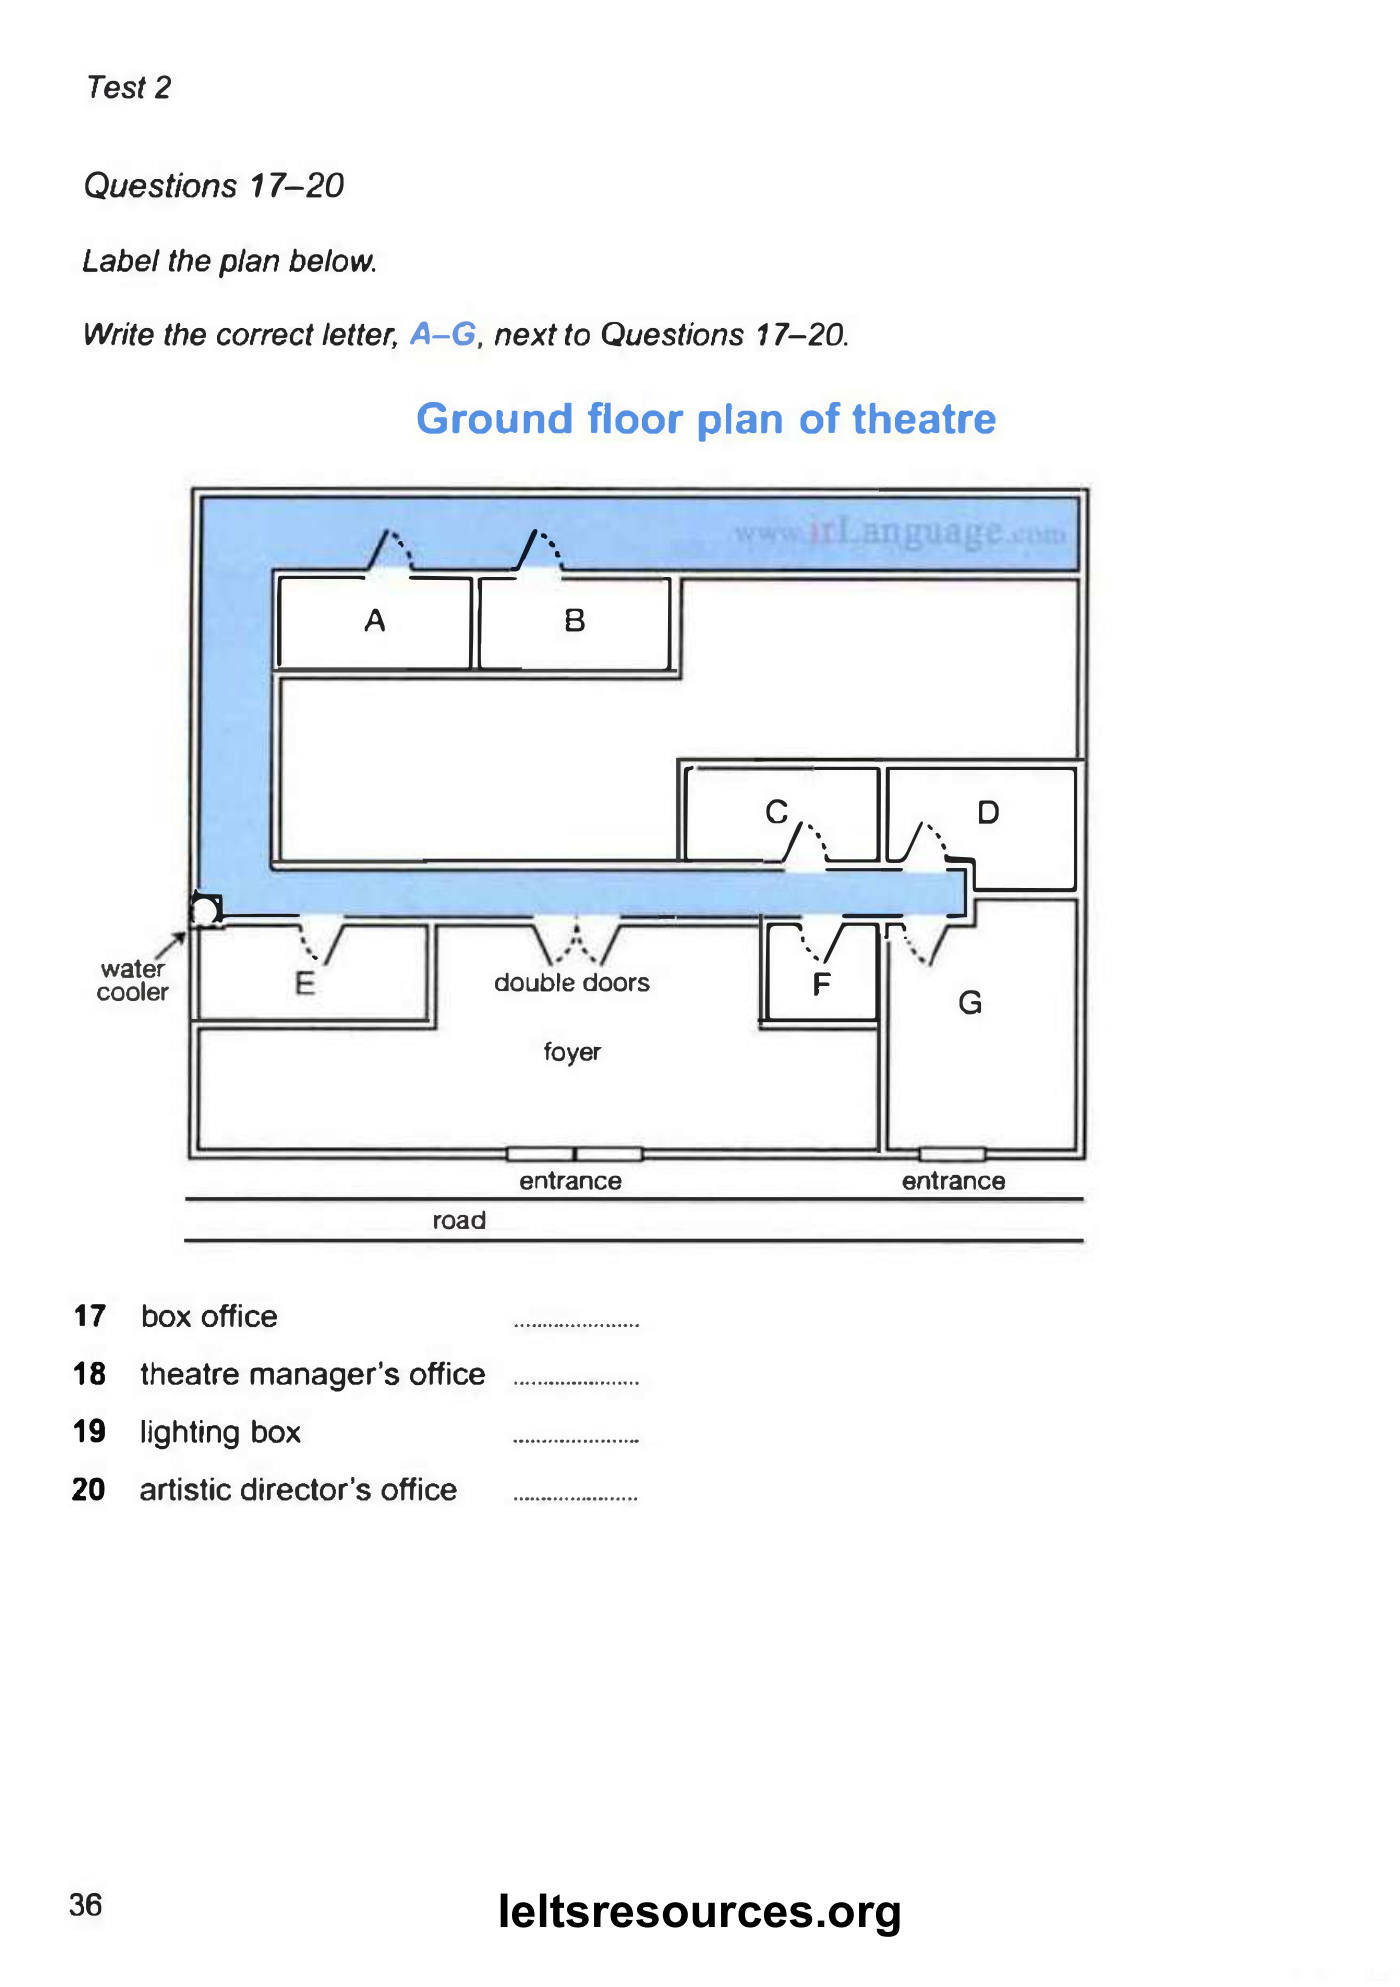 Test 2
Questions 17–20
Label the plan below.
Write the correct letter, A–G, next to Questions 17–20.
Ground floor plan of theatre
www.irLanguage.com
A
B
C
D
water
cooler
E
double doors
F
G
foyer
entrance
entrance
road
17 box office ......................
18 theatre manager's office ......................
19 lighting box ......................
20 artistic director's office ......................
36
Ieltsresources.org